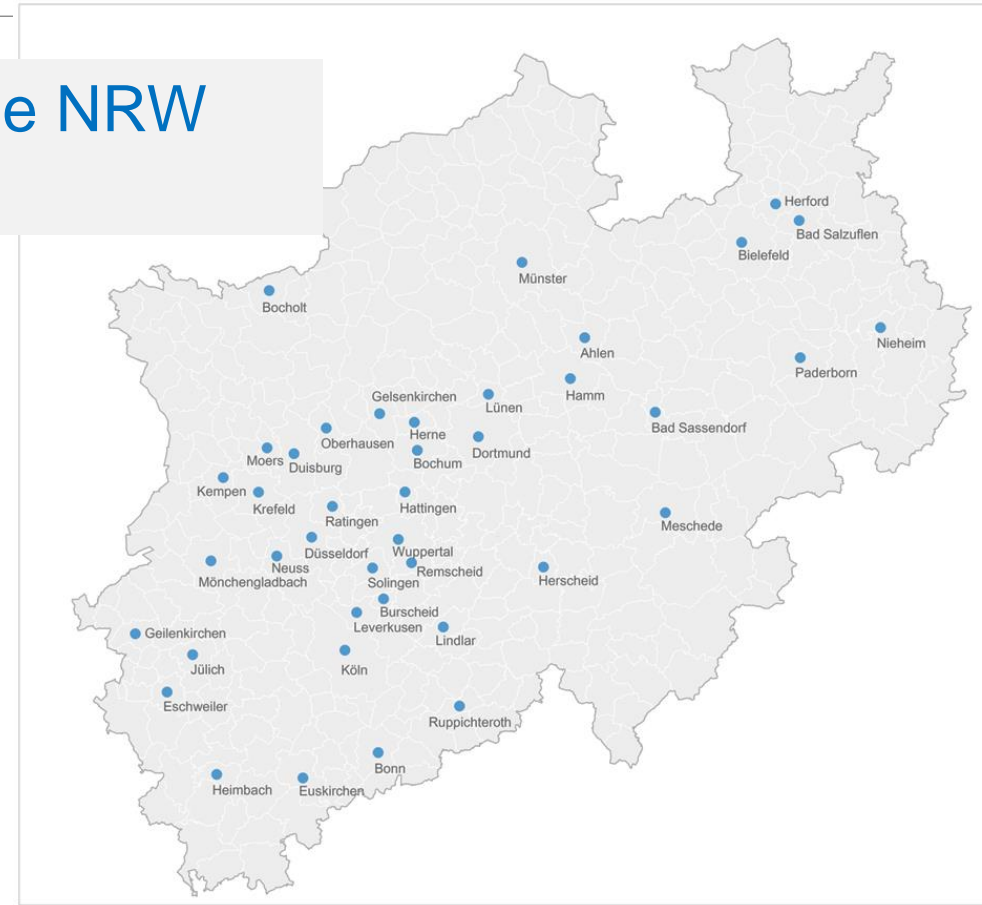 e NRW
Herford
Bad Salzuflen
Bielefeld
Münster
Bocholt
Nieheim
Ahlen
Paderborn
Hamm
Gelsenkirchen
Lünen
Bad Sassendorf
Herne
Oberhausen
Dortmund
Moers
Bochum
Duisburg
Kempen
Krefeld
Hattingen
Ratingen
Meschede
Düsseldorf
Wuppertal
Neuss
Remscheid
Mönchengladbach
Solingen
Herscheid
Burscheid
Leverkusen
Geilenkirchen
Lindlar
Jülich
Köln
Eschweiler
Ruppichteroth
Bonn
Heimbach
Euskirchen